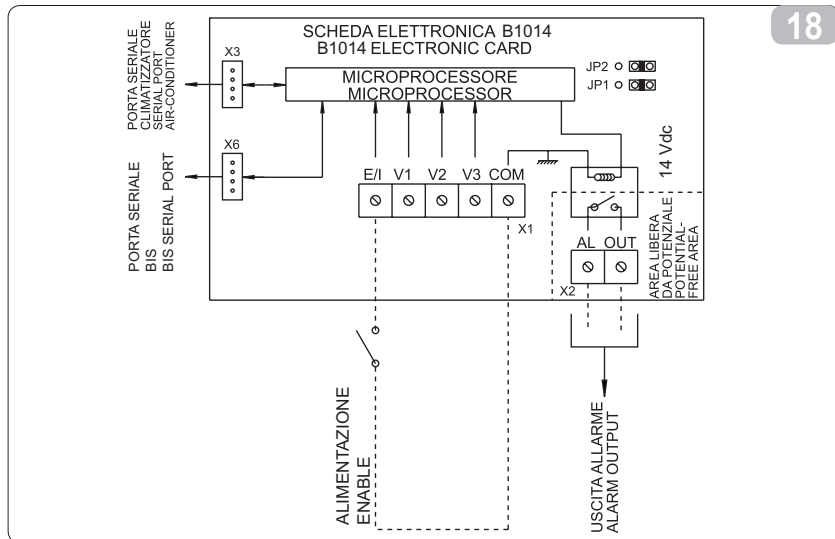 18
SCHEDA ELETTRONICA B1014
B1014 ELECTRONIC CARD
X3
MICROPROCESSORE
MICROPROCESSOR
JP2
JP1
PORTA SERIALE
CLIMATIZZATORE
SERIAL PORT
AIR-CONDITIONER
X6
14 Vdc
E/I V1 V2 V3 COM
X1
PORTA SERIALE
BIS
BIS SERIAL PORT
AL OUT
X2
AREA LIBERA
DA POTENZIALE
POTENTIAL-
FREE AREA
ALIMENTAZIONE
ENABLE
USCITA ALLARME
ALARM OUTPUT